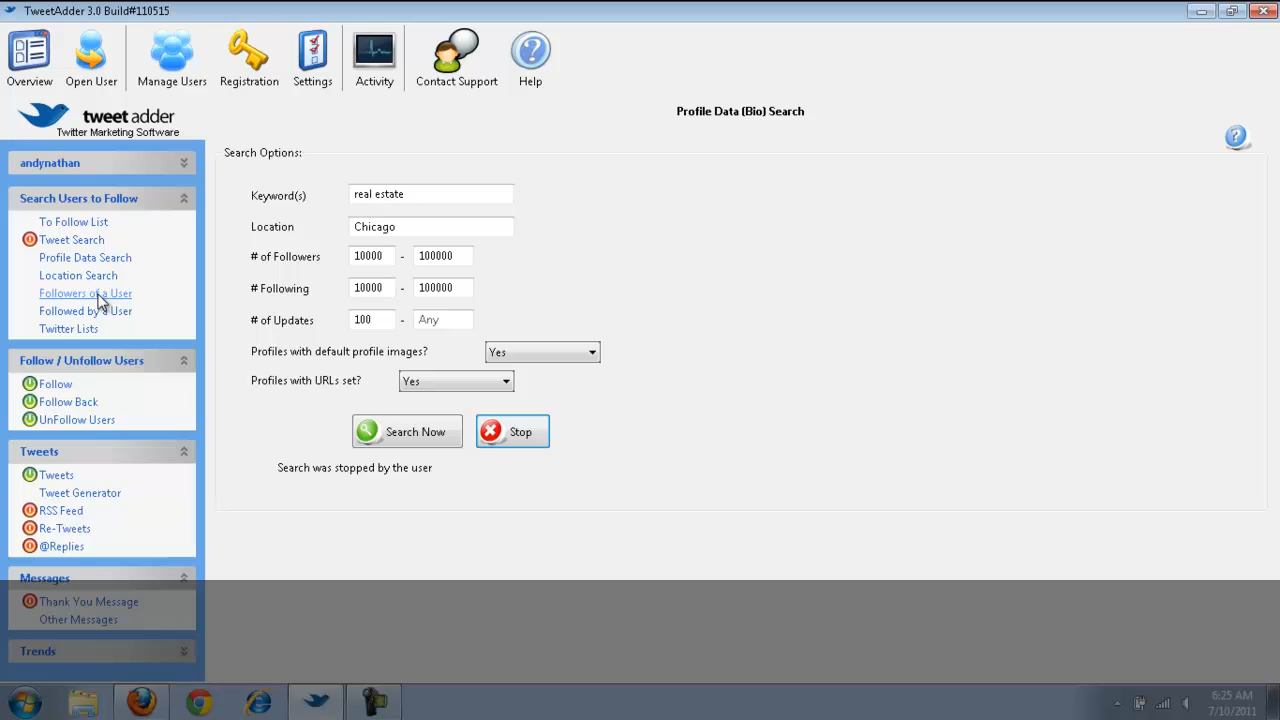 TweetAdder 3.0 Build#110515
Overview
Open User
Manage Users
Registration
Settings
Activity
Contact Support
Help
tweet adder
Twitter Marketing Software
Profile Data (Bio) Search
andynathan
Search Users to Follow
To Follow List
Tweet Search
Profile Data Search
Location Search
Followers of a User
Followed by a User
Twitter Lists
Follow / Unfollow Users
Follow
Follow Back
UnFollow Users
Tweets
Tweets
Tweet Generator
RSS Feed
Re-Tweets
@Replies
Messages
Thank You Message
Other Messages
Trends
Search Options:
Keyword(s) real estate
Location Chicago
# of Followers 10000 - 100000
# Following 10000 - 100000
# of Updates 100 - Any
Profiles with default profile images? Yes
Profiles with URLs set? Yes
Search Now Stop
Search was stopped by the user
6:25 AM
7/10/2011